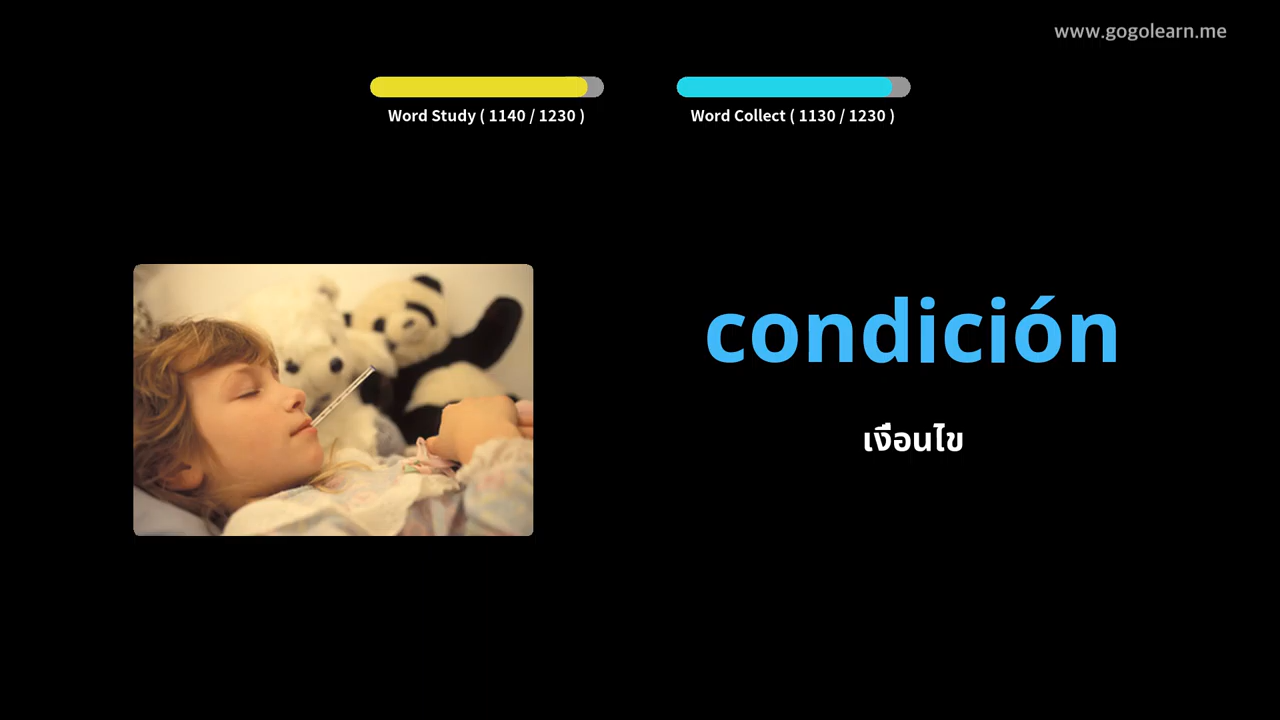 www.gogolearn.me
Word Study ( 1140 / 1230 )
Word Collect ( 1130 / 1230 )
condición
เงื่อนไข